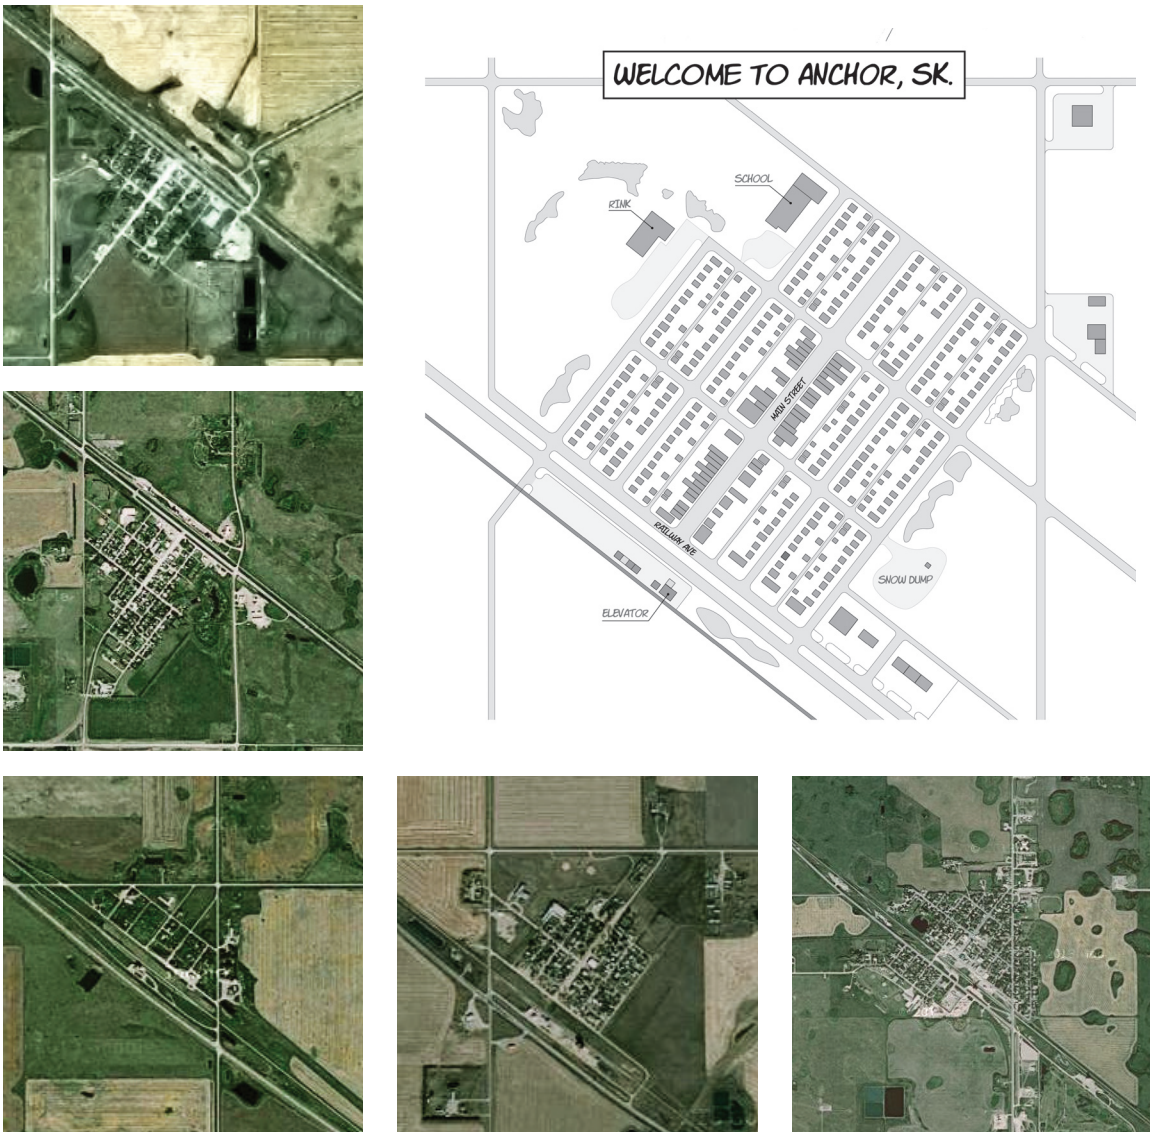 WELCOME TO ANCHOR, SK.
SCHOOL
RINK
MAIN STREET
RAILWAY AVE
SNOW DUMP
ELEVATOR